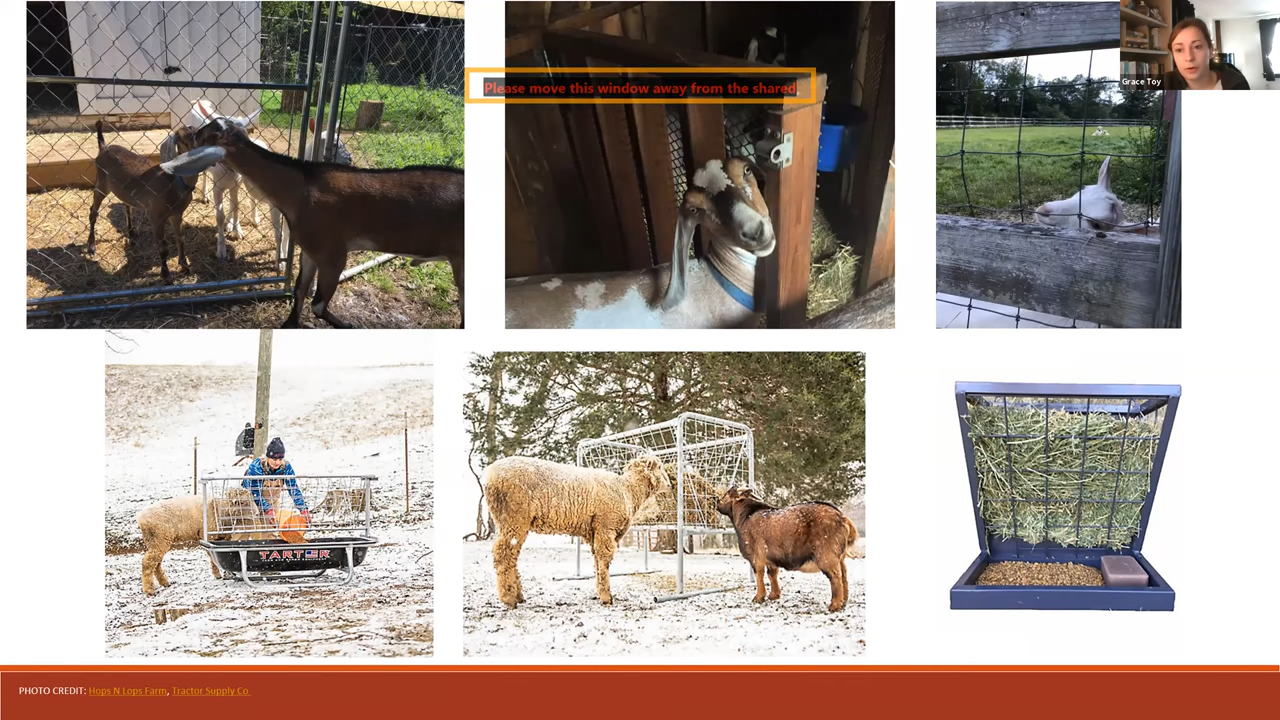 Grace Toy
Please move this window away from the shared
TARTER
PHOTO CREDIT: Hops N Lops Farm, Tractor Supply Co